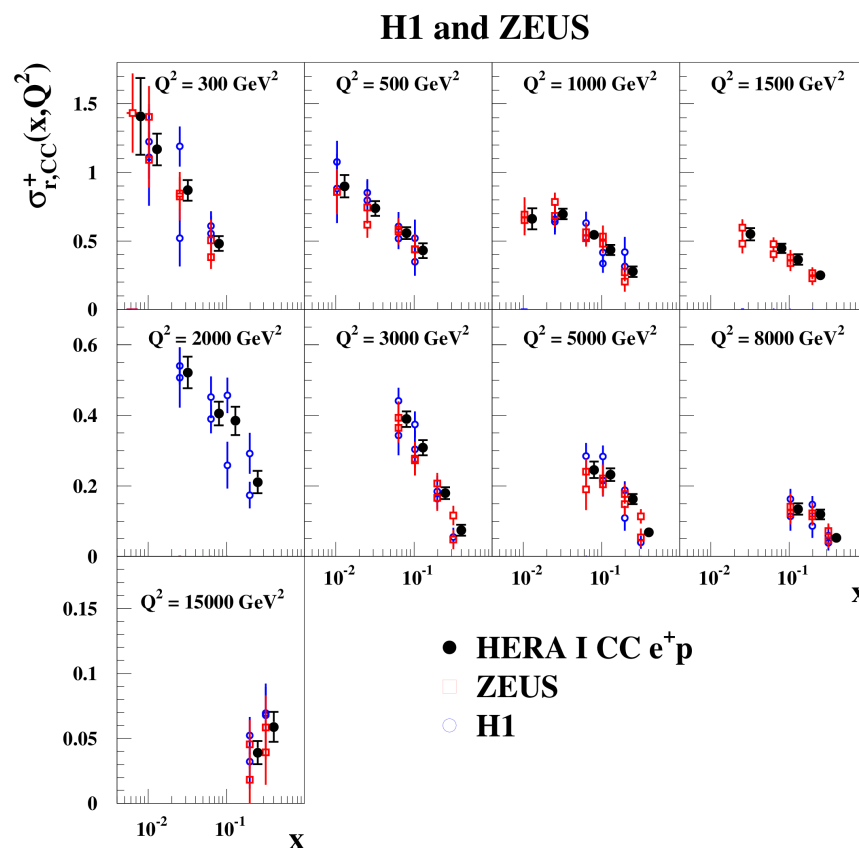 H1 and ZEUS
σ⁺r,CC(x,Q²)
Q² = 300 GeV²
Q² = 500 GeV²
Q² = 1000 GeV²
Q² = 1500 GeV²
1.5
1
0.5
0
Q² = 2000 GeV²
Q² = 3000 GeV²
Q² = 5000 GeV²
Q² = 8000 GeV²
0.6
0.4
0.2
0
10⁻² 10⁻¹
10⁻² 10⁻¹
10⁻² 10⁻¹
x
Q² = 15000 GeV²
0.15
0.1
0.05
0
10⁻² 10⁻¹
x
HERA I CC e⁺p
ZEUS
H1